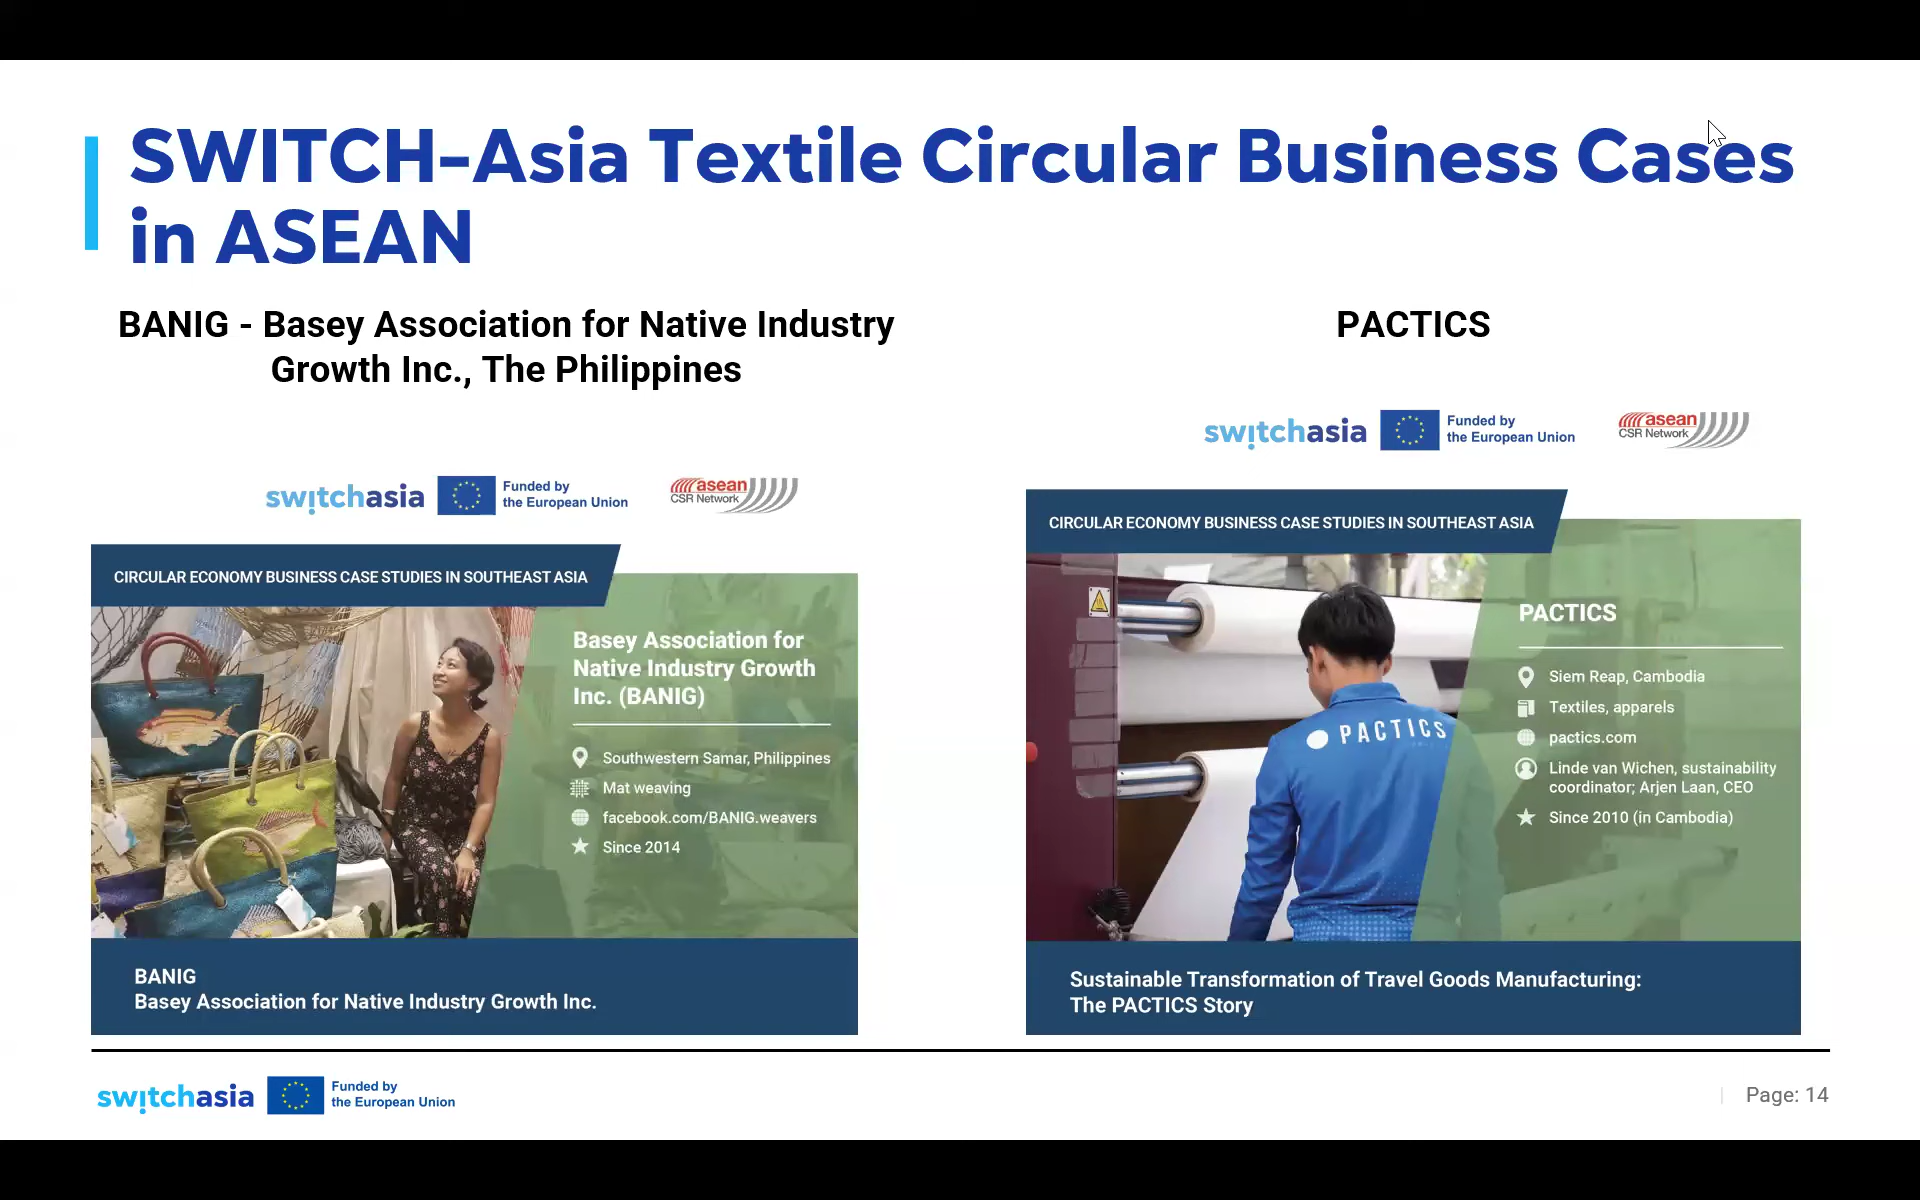 SWITCH-Asia Textile Circular Business Cases
in ASEAN
BANIG - Basey Association for Native Industry
Growth Inc., The Philippines
switchasia
Funded by
the European Union
asean
CSR Network
CIRCULAR ECONOMY BUSINESS CASE STUDIES IN SOUTHEAST ASIA
Basey Association for
Native Industry Growth
Inc. (BANIG)
Southwestern Samar, Philippines
Mat weaving
facebook.com/BANIG.weavers
Since 2014
BANIG
Basey Association for Native Industry Growth Inc.
PACTICS
switchasia
Funded by
the European Union
asean
CSR Network
CIRCULAR ECONOMY BUSINESS CASE STUDIES IN SOUTHEAST ASIA
PACTICS
PACTICS
Siem Reap, Cambodia
Textiles, apparels
pactics.com
Linde van Wichen, sustainability
coordinator; Arjen Laan, CEO
Since 2010 (in Cambodia)
Sustainable Transformation of Travel Goods Manufacturing:
The PACTICS Story
switchasia
Funded by
the European Union
Page: 14